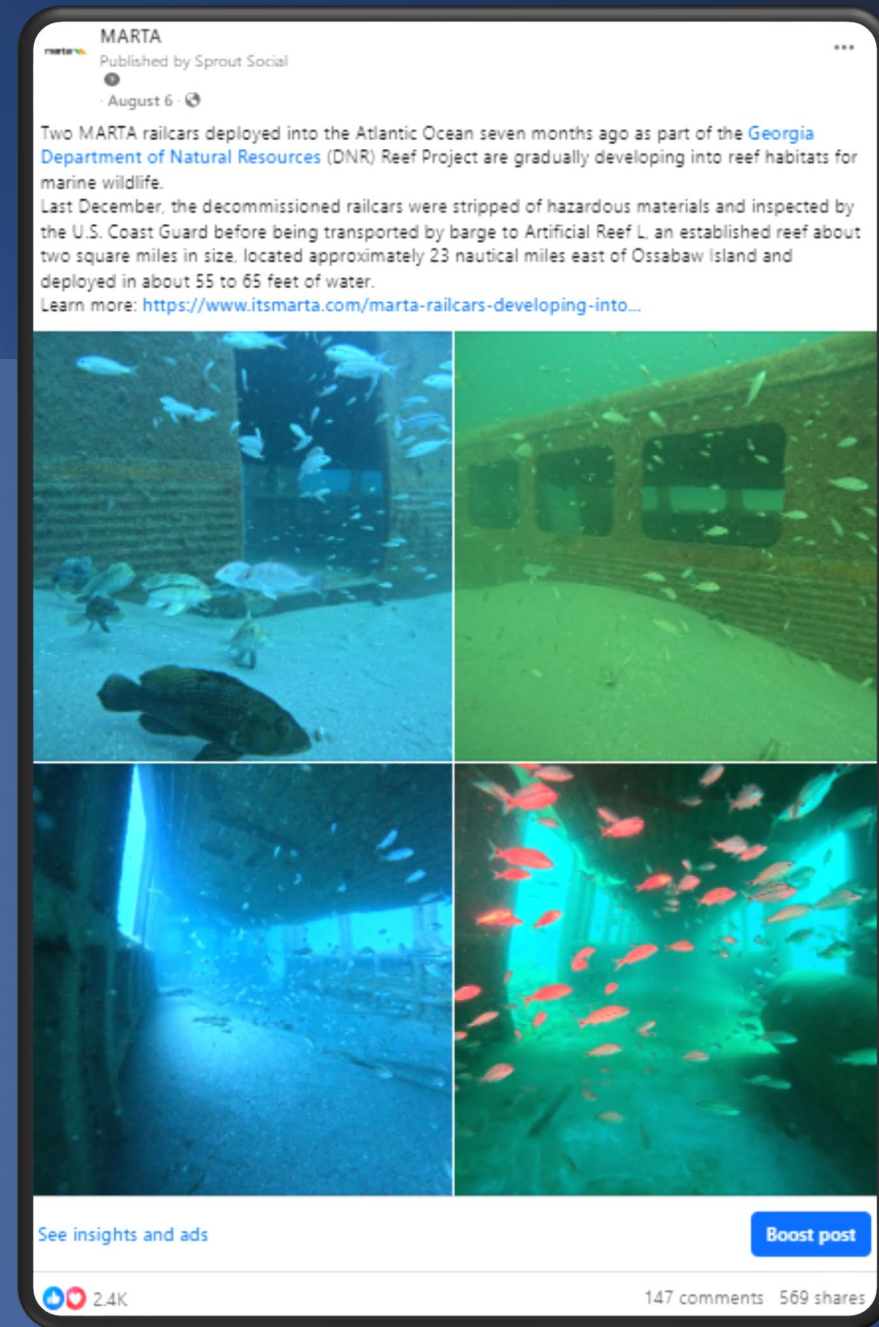 MARTA
Published by Sprout Social
· August 6 ·
Two MARTA railcars deployed into the Atlantic Ocean seven months ago as part of the Georgia
Department of Natural Resources (DNR) Reef Project are gradually developing into reef habitats for
marine wildlife.
Last December, the decommissioned railcars were stripped of hazardous materials and inspected by
the U.S. Coast Guard before being transported by barge to Artificial Reef L, an established reef about
two square miles in size, located approximately 23 nautical miles east of Ossabaw Island and
deployed in about 55 to 65 feet of water.
Learn more: https://www.itsmarta.com/marta-railcars-developing-into...
See insights and ads
Boost post
2.4K
147 comments 569 shares